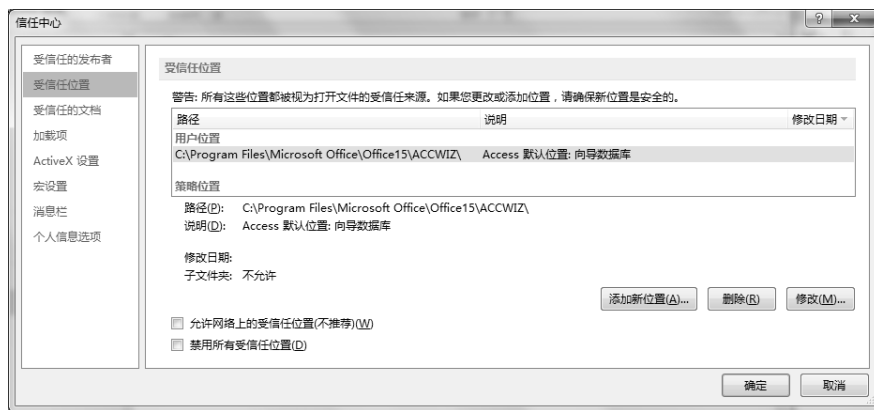 信任中心
受信任的发布者
受信任位置
受信任的文档
加载项
ActiveX 设置
宏设置
消息栏
个人信息选项
受信任位置
警告: 所有这些位置都被视为打开文件的受信任来源。如果您更改或添加位置，请确保新位置是安全的。
路径 说明 修改日期
用户位置
C:\Program Files\Microsoft Office\Office15\ACCWIZ\ Access 默认位置: 向导数据库
策略位置
路径(P): C:\Program Files\Microsoft Office\Office15\ACCWIZ\
说明(D): Access 默认位置: 向导数据库
修改日期:
子文件夹: 不允许
添加新位置(A)... 删除(R) 修改(M)...
允许网络上的受信任位置(不推荐)(W)
禁用所有受信任位置(D)
确定 取消